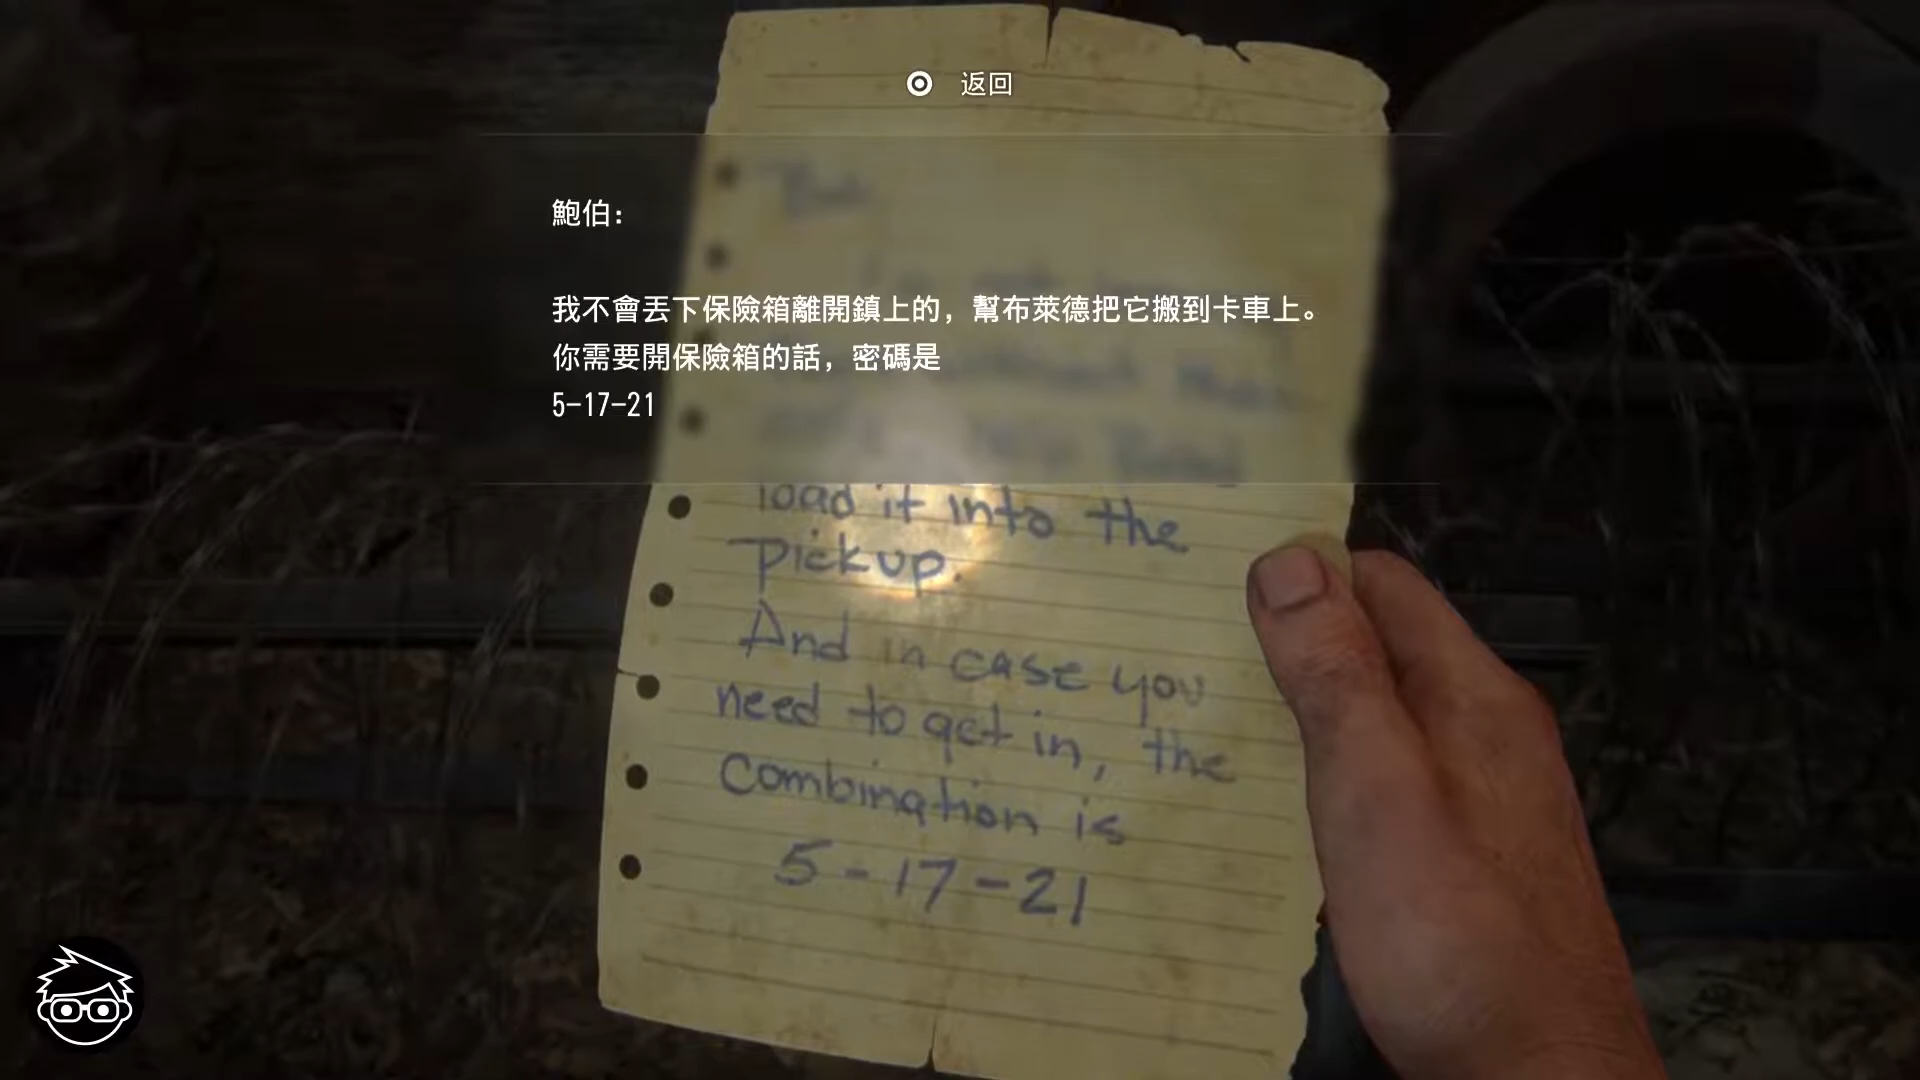 返回
鮑伯：
我不會丟下保險箱離開鎮上的，幫布萊德把它搬到卡車上。
你需要開保險箱的話，密碼是
5-17-21
load it into the
pickup.
And in case you
need to get in, the
combination is
5-17-21